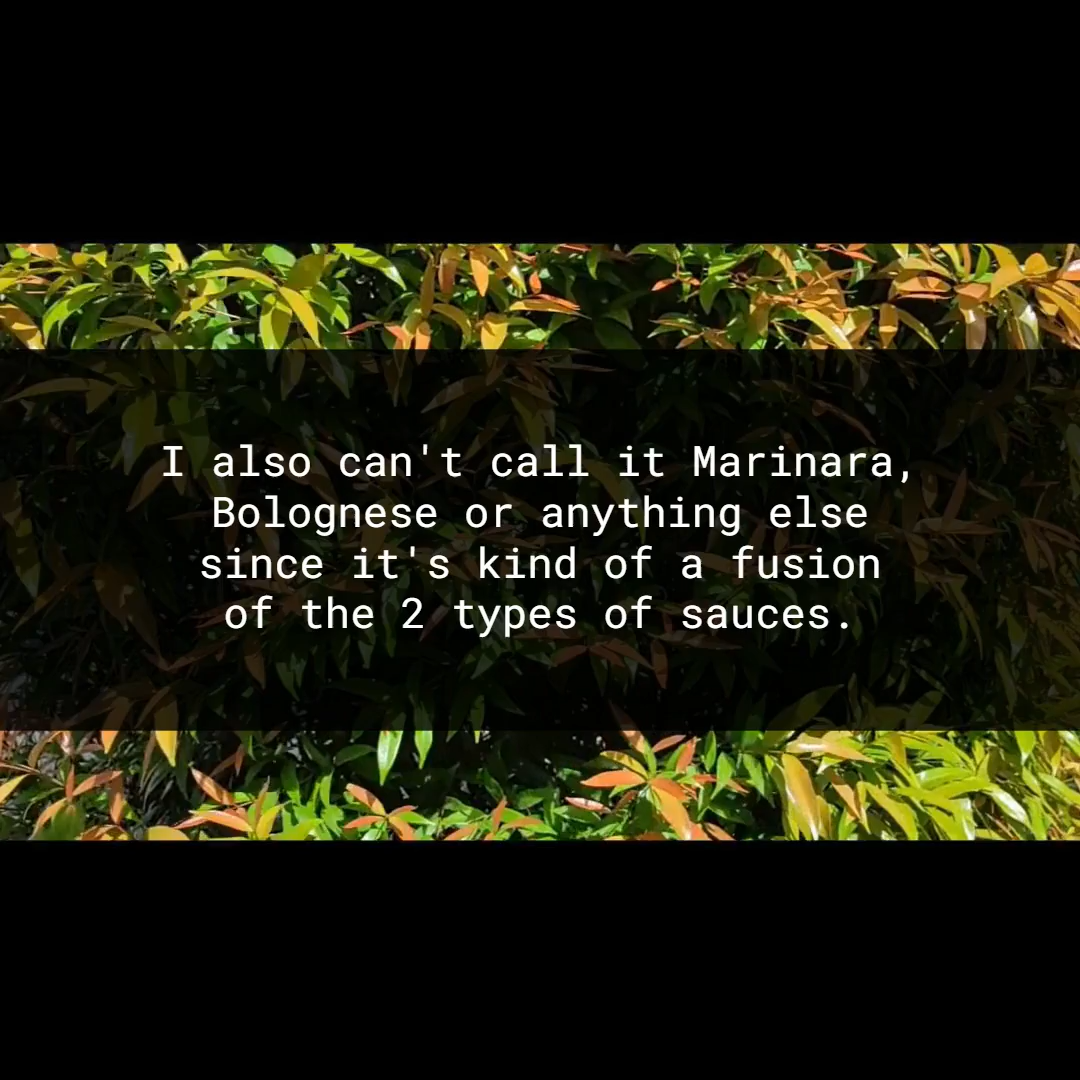 I also can't call it Marinara,
Bolognese or anything else
since it's kind of a fusion
of the 2 types of sauces.